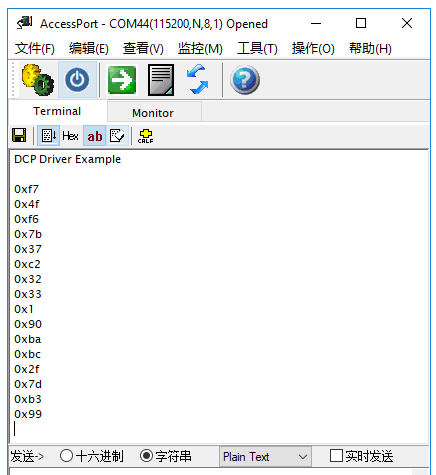 AccessPort - COM44(115200,N,8,1) Opened
文件(F) 编辑(E) 查看(V) 监控(M) 工具(T) 操作(O) 帮助(H)
Terminal Monitor
Hex ab CRLF
DCP Driver Example
0xf7
0x4f
0xf6
0x7b
0x37
0xc2
0x32
0x33
0x1
0x90
0xba
0xbc
0x2f
0x7d
0xb3
0x99
发送-> 十六进制 字符串 Plain Text 实时发送